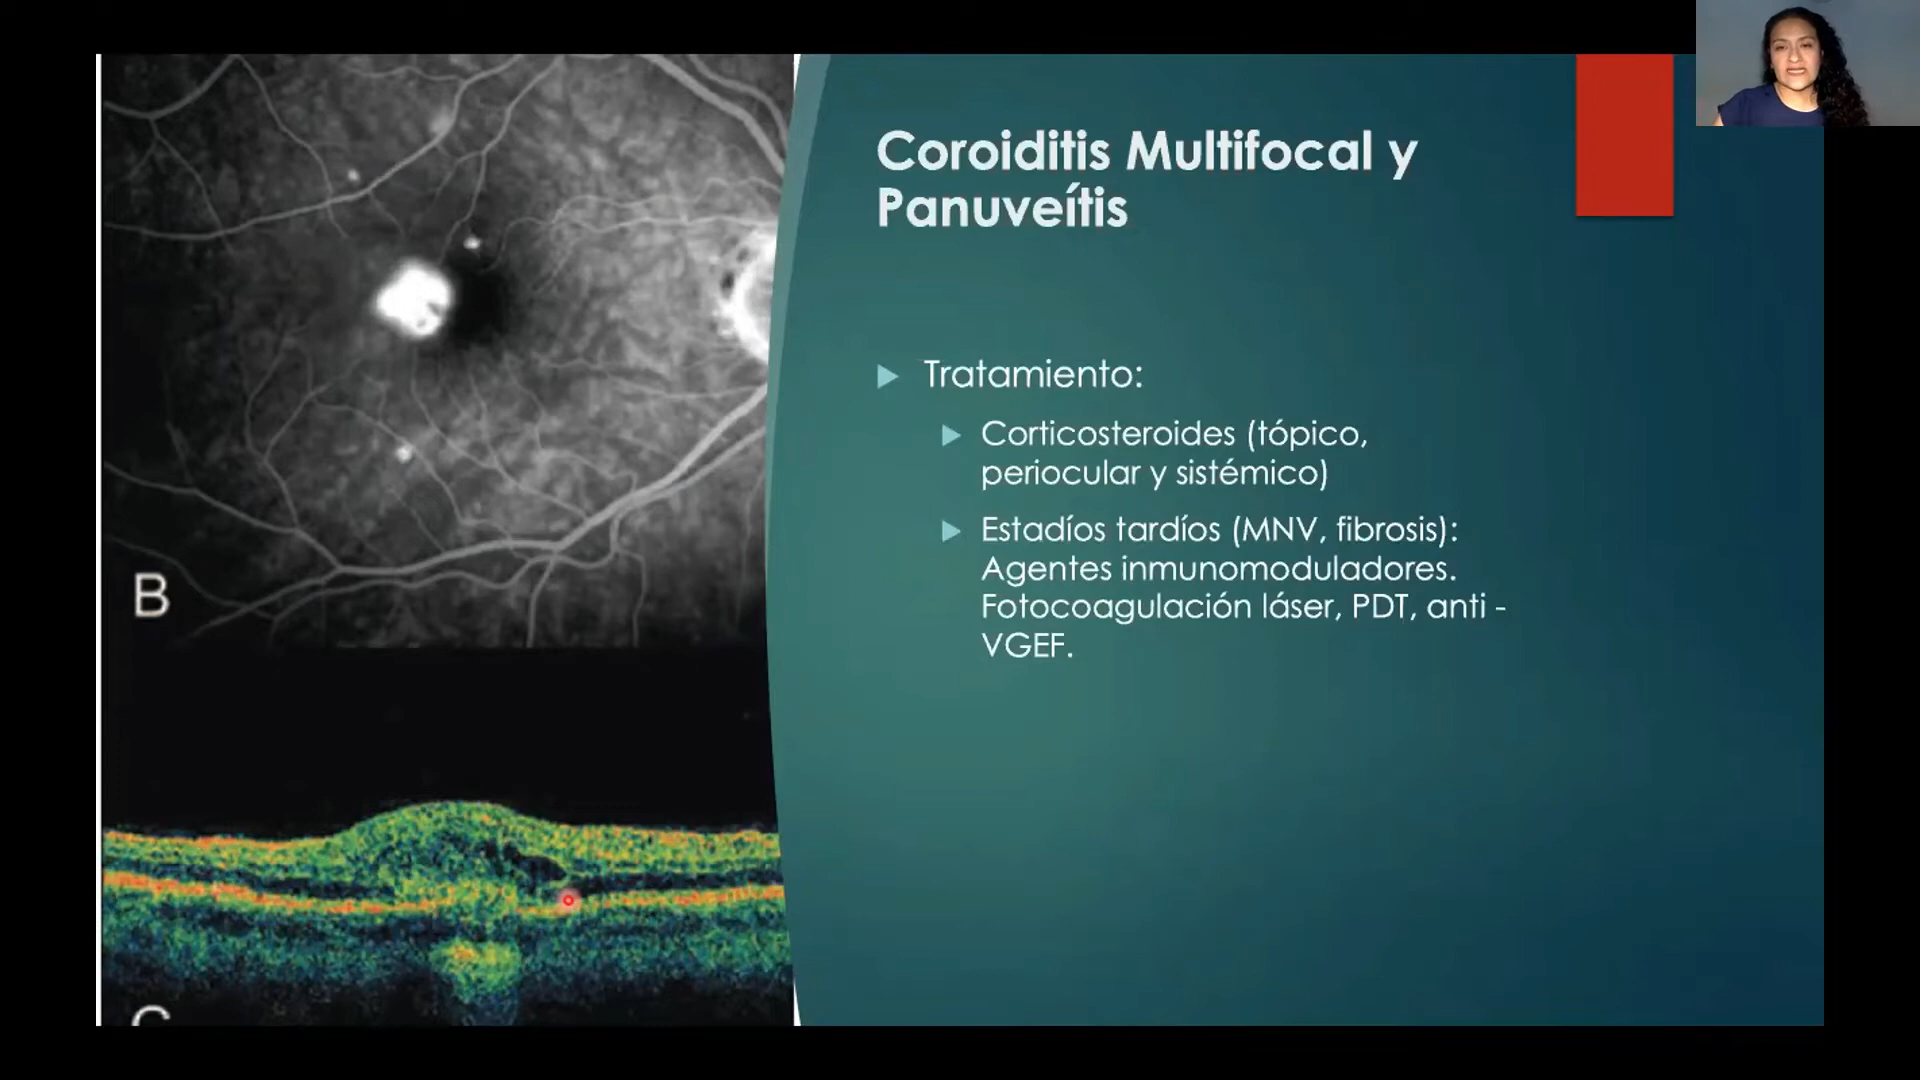 Coroiditis Multifocal y
Panuveítis
Tratamiento:
Corticosteroides (tópico,
periocular y sistémico)
Estadíos tardíos (MNV, fibrosis):
Agentes inmunomoduladores.
Fotocoagulación láser, PDT, anti -
VGEF.
B
C